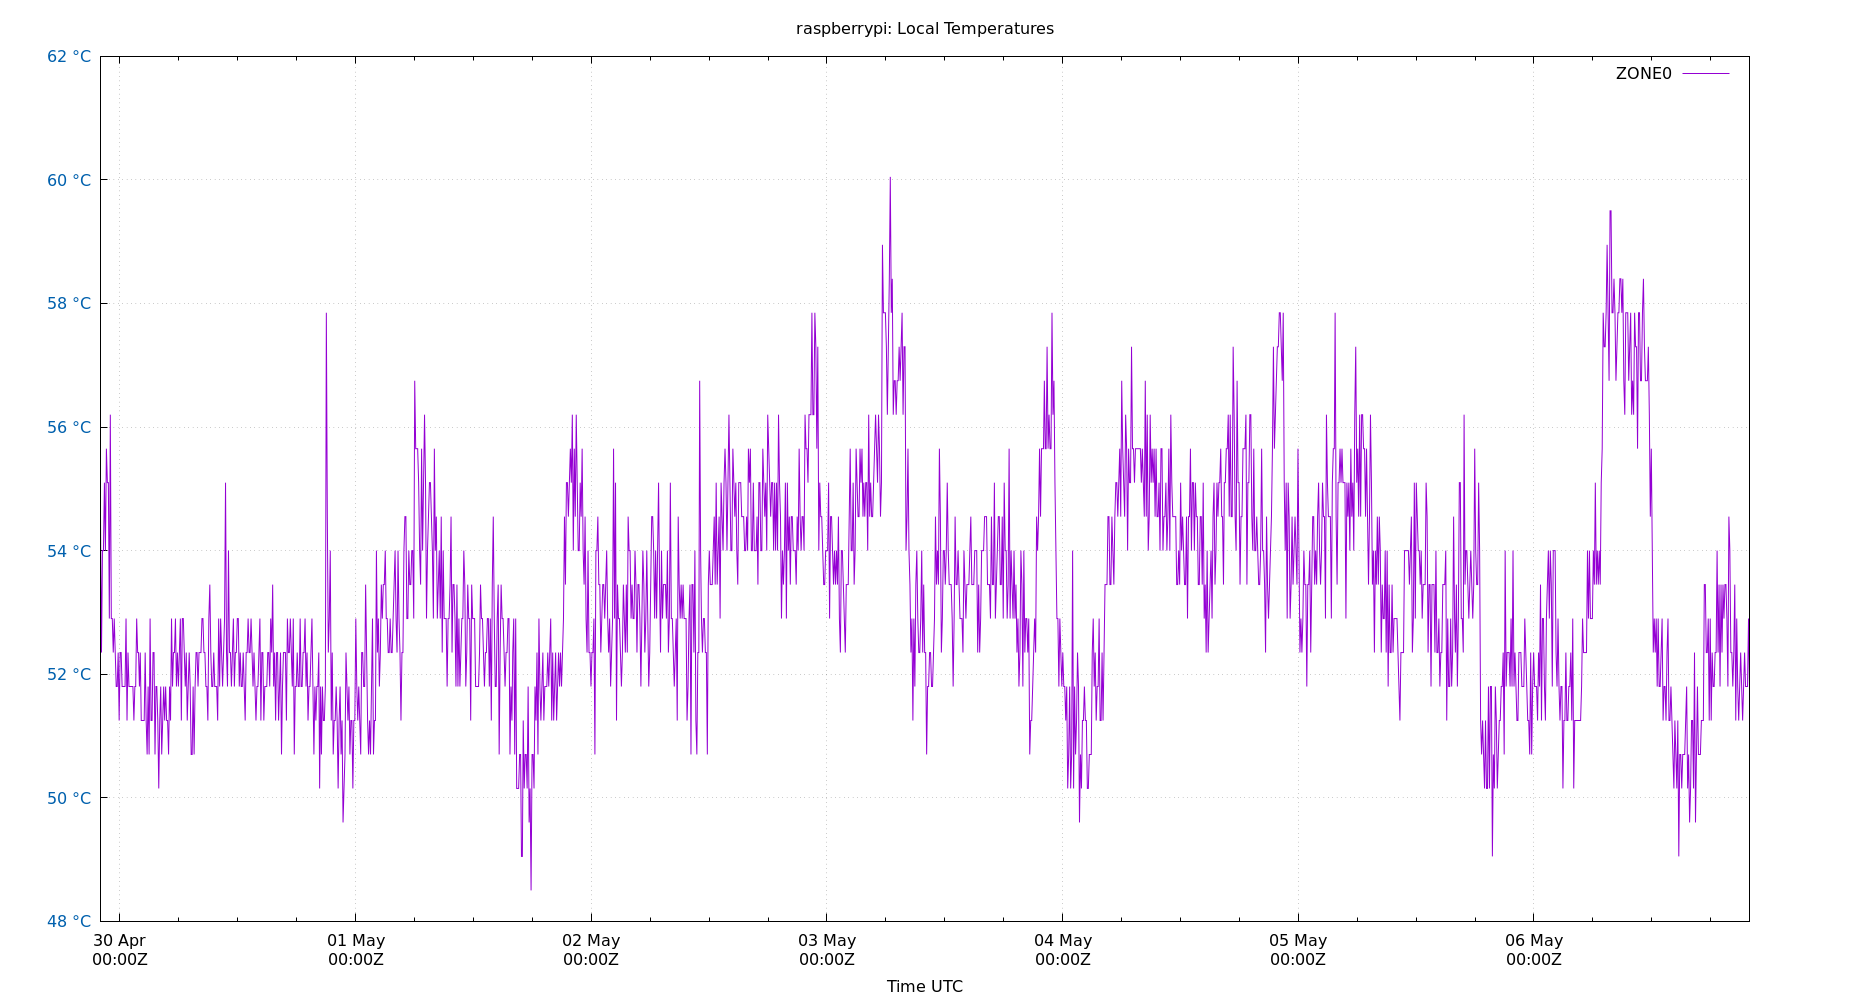 raspberrypi: Local Temperatures
ZONE0
62 °C
60 °C
58 °C
56 °C
54 °C
52 °C
50 °C
48 °C
30 Apr 01 May 02 May 03 May 04 May 05 May 06 May
00:00Z 00:00Z 00:00Z 00:00Z 00:00Z 00:00Z 00:00Z
Time UTC